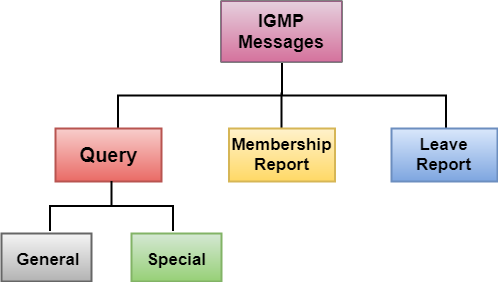 IGMP
Messages
Query
Membership
Report
Leave
Report
General
Special